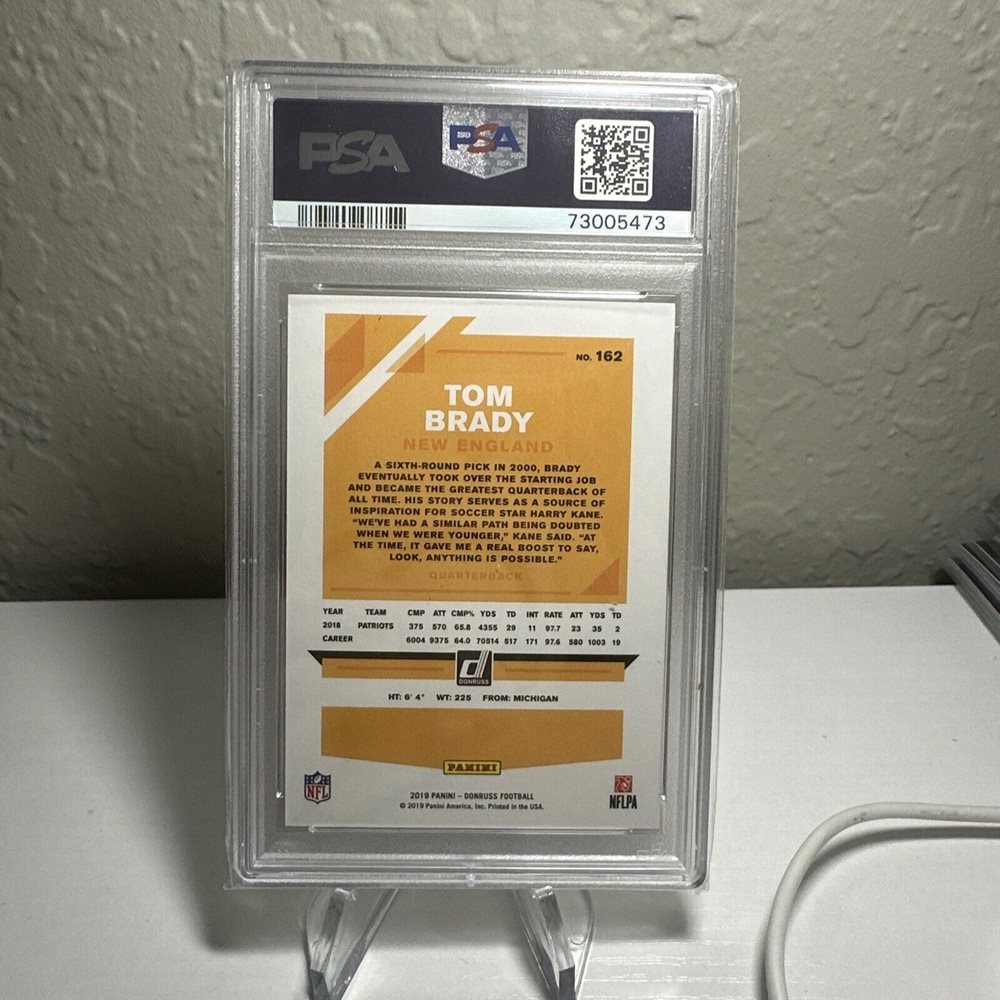 PSA
PSA
73005473
NO. 162
TOM
BRADY
NEW ENGLAND
A SIXTH-ROUND PICK IN 2000, BRADY
EVENTUALLY TOOK OVER THE STARTING JOB
AND BECAME THE GREATEST QUARTERBACK OF
ALL TIME. HIS STORY SERVES AS A SOURCE OF
INSPIRATION FOR SOCCER STAR HARRY KANE.
"WE'VE HAD A SIMILAR PATH BEING DOUBTED
WHEN WE WERE YOUNGER," KANE SAID. "AT
THE TIME, IT GAVE ME A REAL BOOST TO SAY,
LOOK, ANYTHING IS POSSIBLE."
QUARTERBACK
YEAR TEAM CMP ATT CMP% YDS TD INT RATE ATT YDS TD
2018 PATRIOTS 375 570 65.8 4355 29 11 97.7 23 35 2
CAREER 6004 9375 64.0 70514 517 171 97.6 580 1003 19
d
DONRUSS
HT: 6' 4" WT: 225 FROM: MICHIGAN
PANINI
NFL
2019 PANINI – DONRUSS FOOTBALL
© 2019 Panini America, Inc. Printed in the USA.
NFLPA